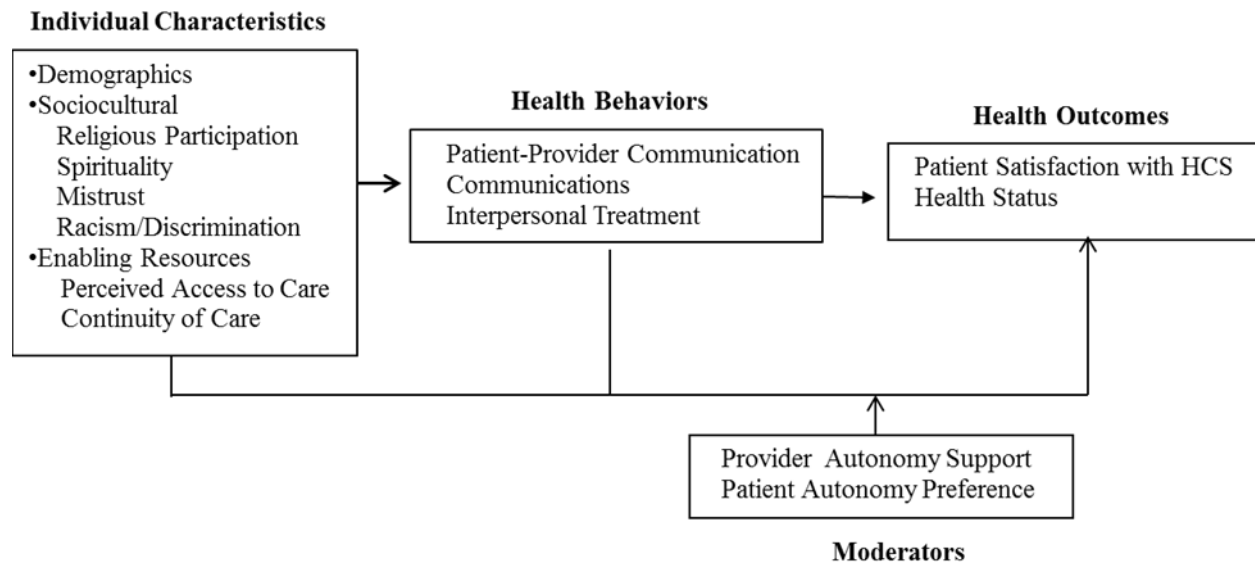 Individual Characteristics
•Demographics
•Sociocultural
Religious Participation
Spirituality
Mistrust
Racism/Discrimination
•Enabling Resources
Perceived Access to Care
Continuity of Care
Health Behaviors
Patient-Provider Communication
Communications
Interpersonal Treatment
Health Outcomes
Patient Satisfaction with HCS
Health Status
Provider Autonomy Support
Patient Autonomy Preference
Moderators